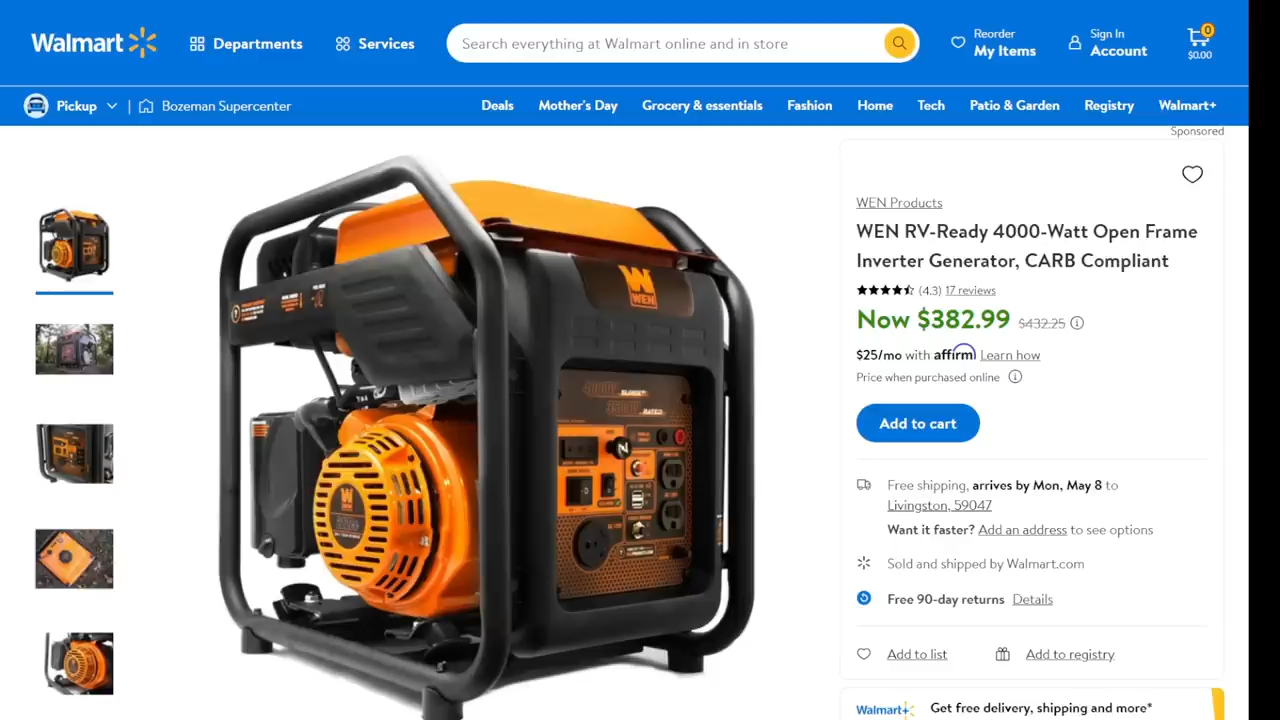 Walmart
Departments
Services
Search everything at Walmart online and in store
Reorder
My Items
Sign In
Account
0
$0.00
Pickup
Bozeman Supercenter
Deals
Mother's Day
Grocery & essentials
Fashion
Home
Tech
Patio & Garden
Registry
Walmart+
Sponsored
WEN Products
WEN RV-Ready 4000-Watt Open Frame
Inverter Generator, CARB Compliant
(4.3) 17 reviews
Now $382.99 $432.25
$25/mo with affirm Learn how
Price when purchased online
Add to cart
Free shipping, arrives by Mon, May 8 to
Livingston, 59047
Want it faster? Add an address to see options
Sold and shipped by Walmart.com
Free 90-day returns Details
Add to list
Add to registry
Walmart+ Get free delivery, shipping and more*
WEN
WEN